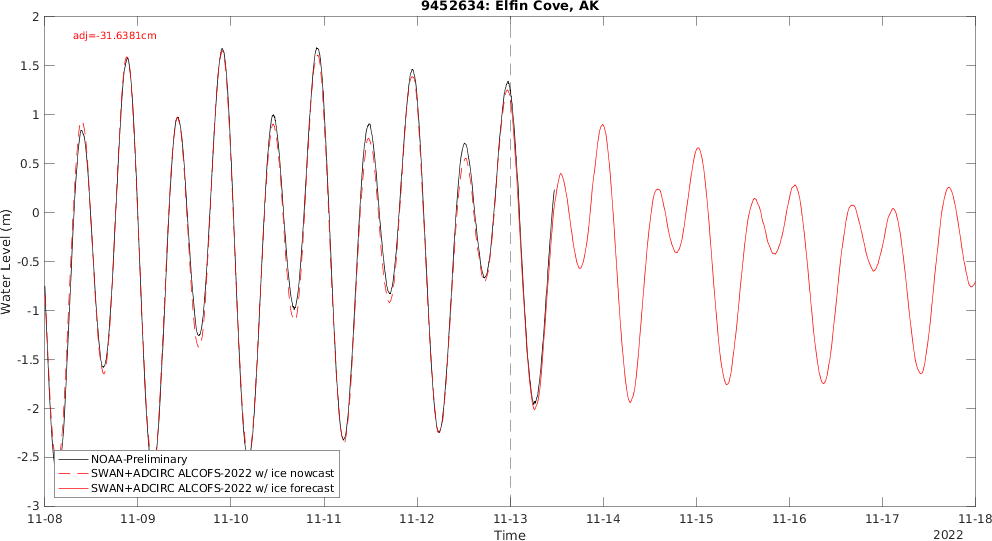 9452634: Elfin Cove, AK
adj=-31.6381cm
2
1.5
1
0.5
0
-0.5
-1
-1.5
-2
-2.5
-3
Water Level (m)
NOAA-Preliminary
SWAN+ADCIRC ALCOFS-2022 w/ ice nowcast
SWAN+ADCIRC ALCOFS-2022 w/ ice forecast
11-08 11-09 11-10 11-11 11-12 11-13 11-14 11-15 11-16 11-17 11-18
Time
2022